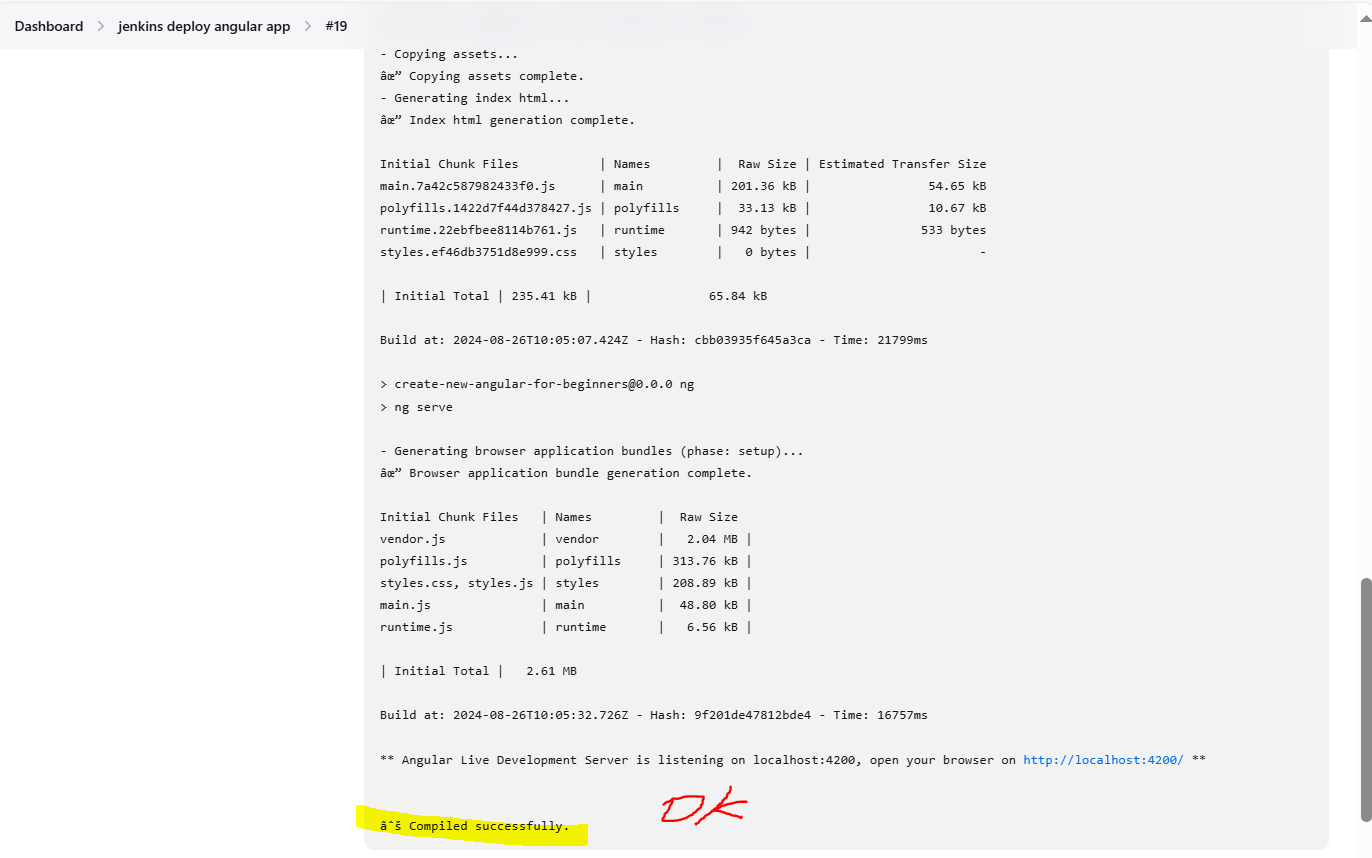 Dashboard > jenkins deploy angular app > #19
- Copying assets...
âœ” Copying assets complete.
- Generating index html...
âœ” Index html generation complete.
Initial Chunk Files           | Names         |  Raw Size | Estimated Transfer Size
main.7a42c587982433f0.js      | main          | 201.36 kB |                54.65 kB
polyfills.1422d7f44d378427.js | polyfills     |  33.13 kB |                10.67 kB
runtime.22ebfbee8114b761.js   | runtime       | 942 bytes |               533 bytes
styles.ef46db3751d8e999.css   | styles        |   0 bytes |                       -
| Initial Total | 235.41 kB |                65.84 kB
Build at: 2024-08-26T10:05:07.424Z - Hash: cbb03935f645a3ca - Time: 21799ms
> create-new-angular-for-beginners@0.0.0 ng
> ng serve
- Generating browser application bundles (phase: setup)...
âœ” Browser application bundle generation complete.
Initial Chunk Files   | Names         |  Raw Size
vendor.js             | vendor        |   2.04 MB |
polyfills.js          | polyfills     | 313.76 kB |
styles.css, styles.js | styles        | 208.89 kB |
main.js               | main          |  48.80 kB |
runtime.js            | runtime       |   6.56 kB |
| Initial Total |   2.61 MB
Build at: 2024-08-26T10:05:32.726Z - Hash: 9f201de47812bde4 - Time: 16757ms
** Angular Live Development Server is listening on localhost:4200, open your browser on http://localhost:4200/ **
DK
âˆš Compiled successfully.